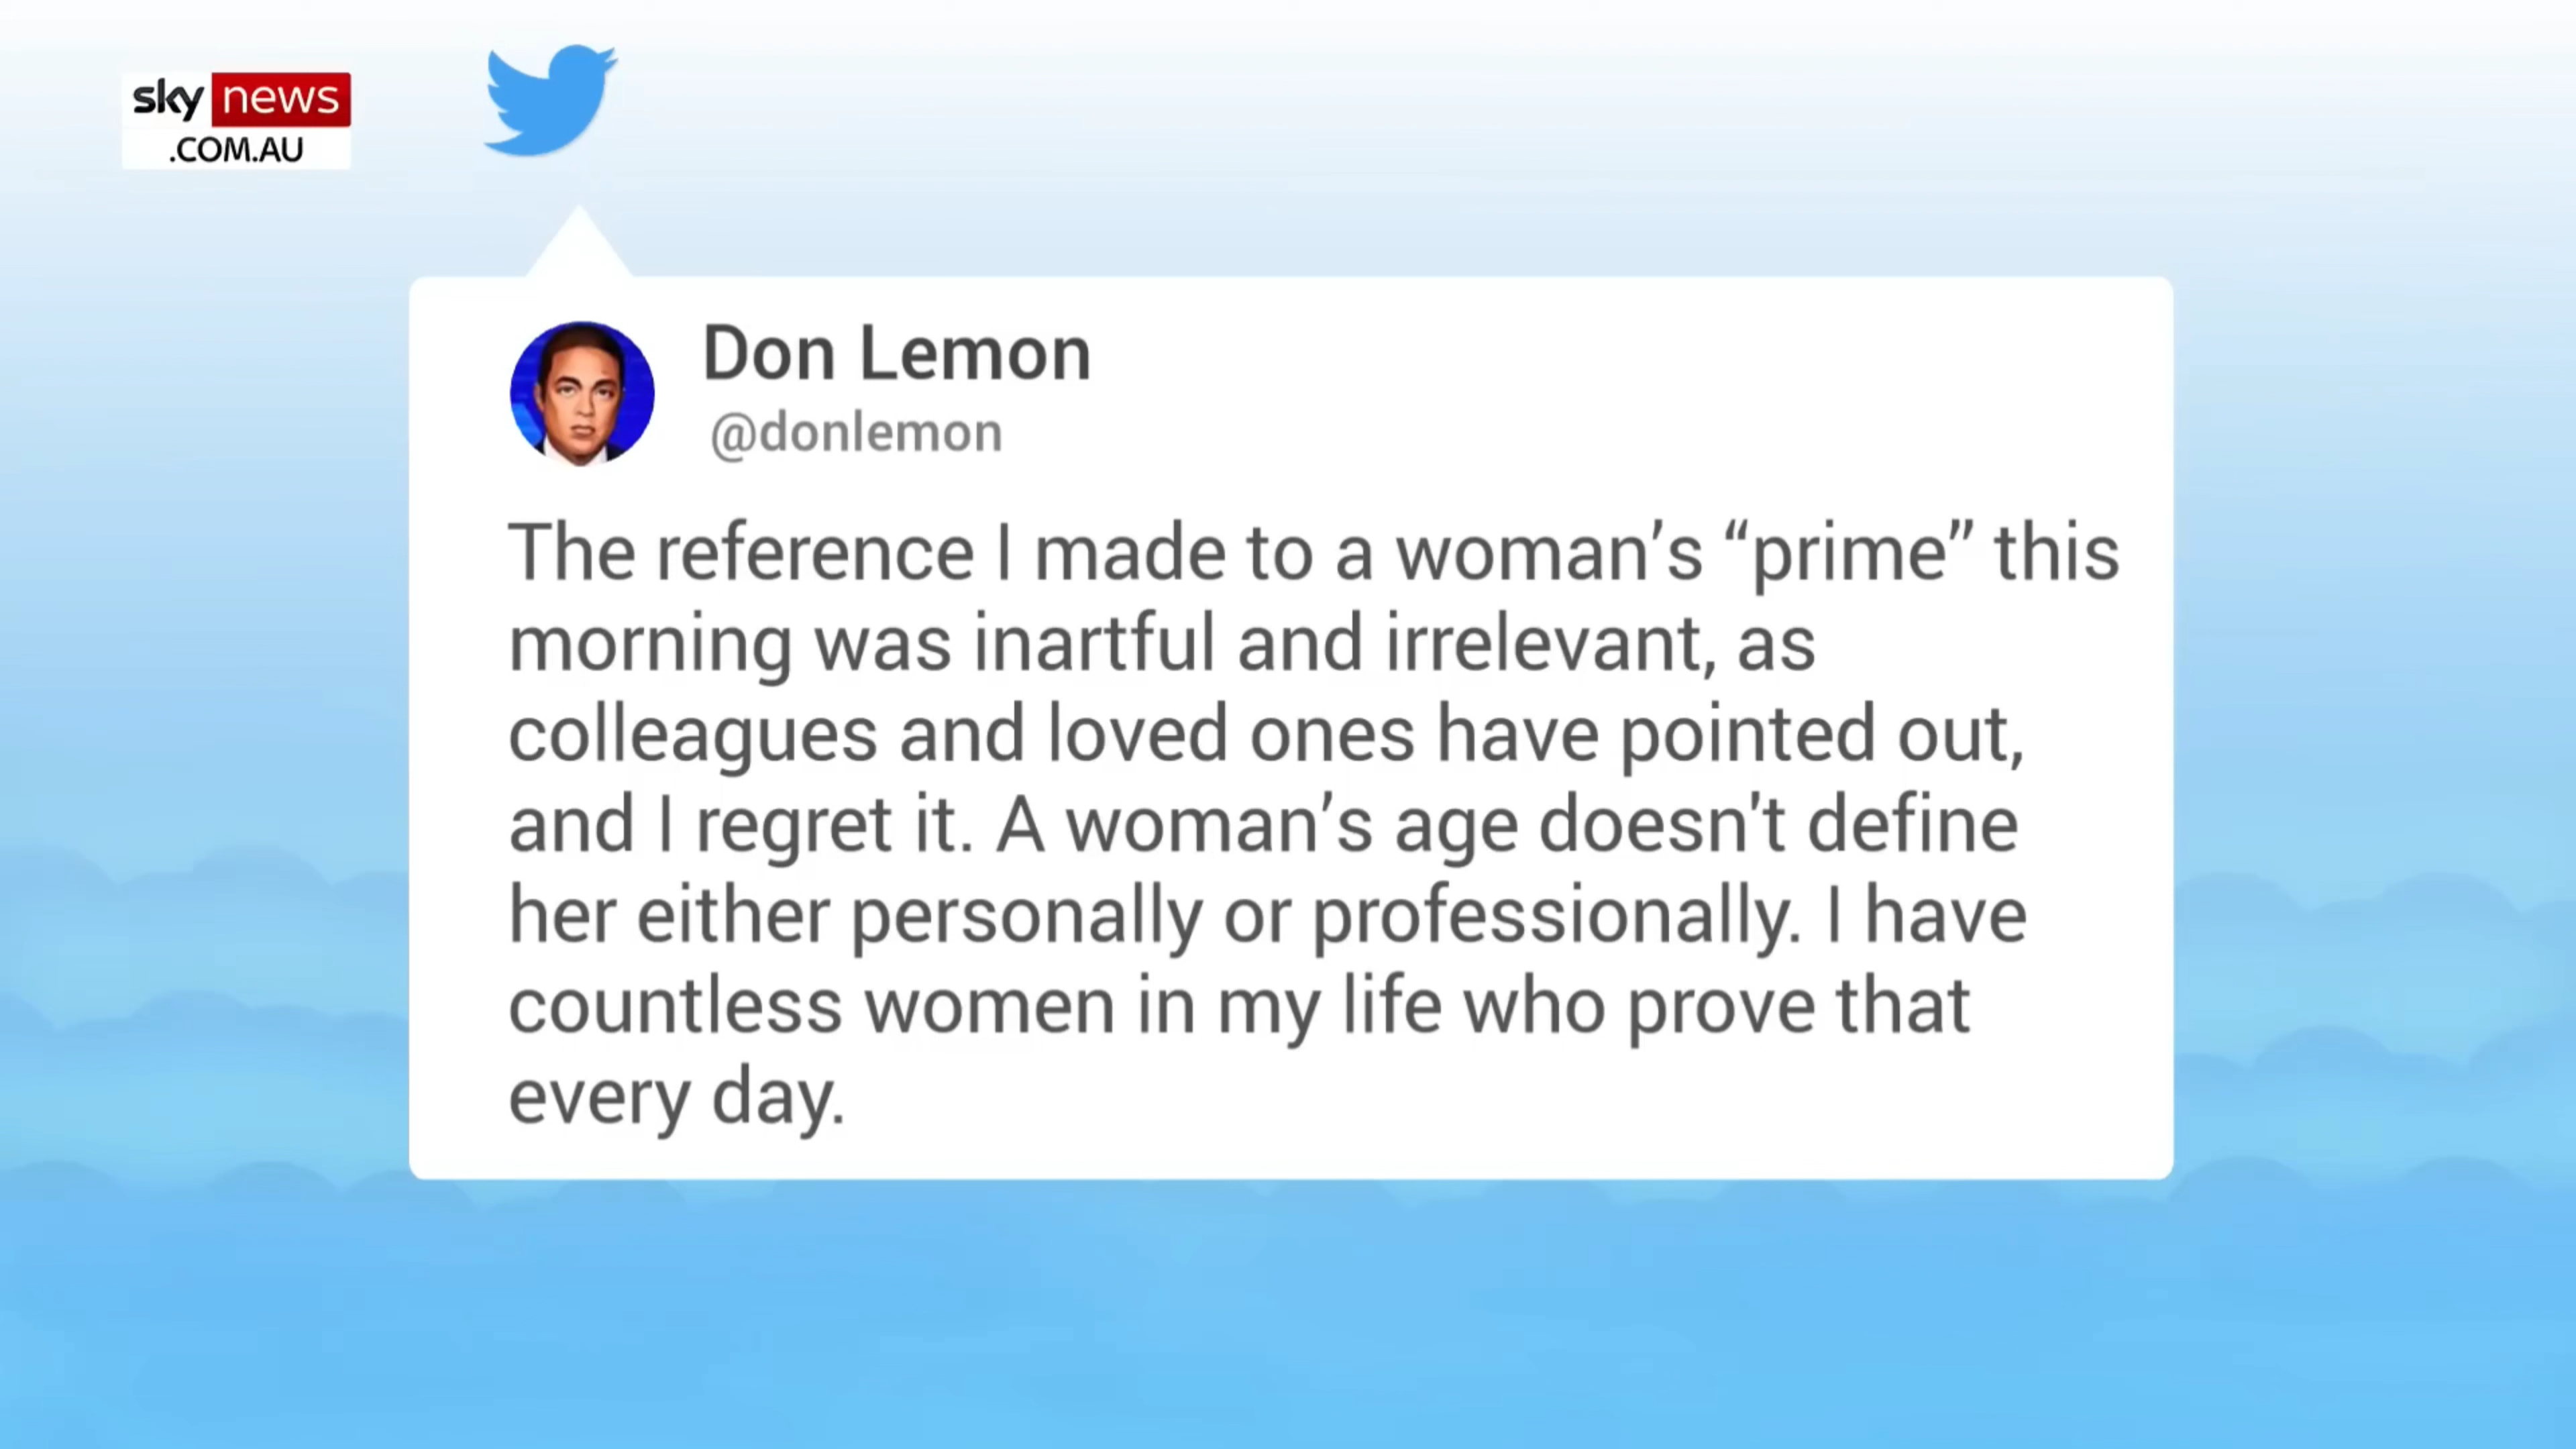 sky news
.COM.AU
Don Lemon
@donlemon
The reference I made to a woman’s “prime” this
morning was inartful and irrelevant, as
colleagues and loved ones have pointed out,
and I regret it. A woman’s age doesn't define
her either personally or professionally. I have
countless women in my life who prove that
every day.